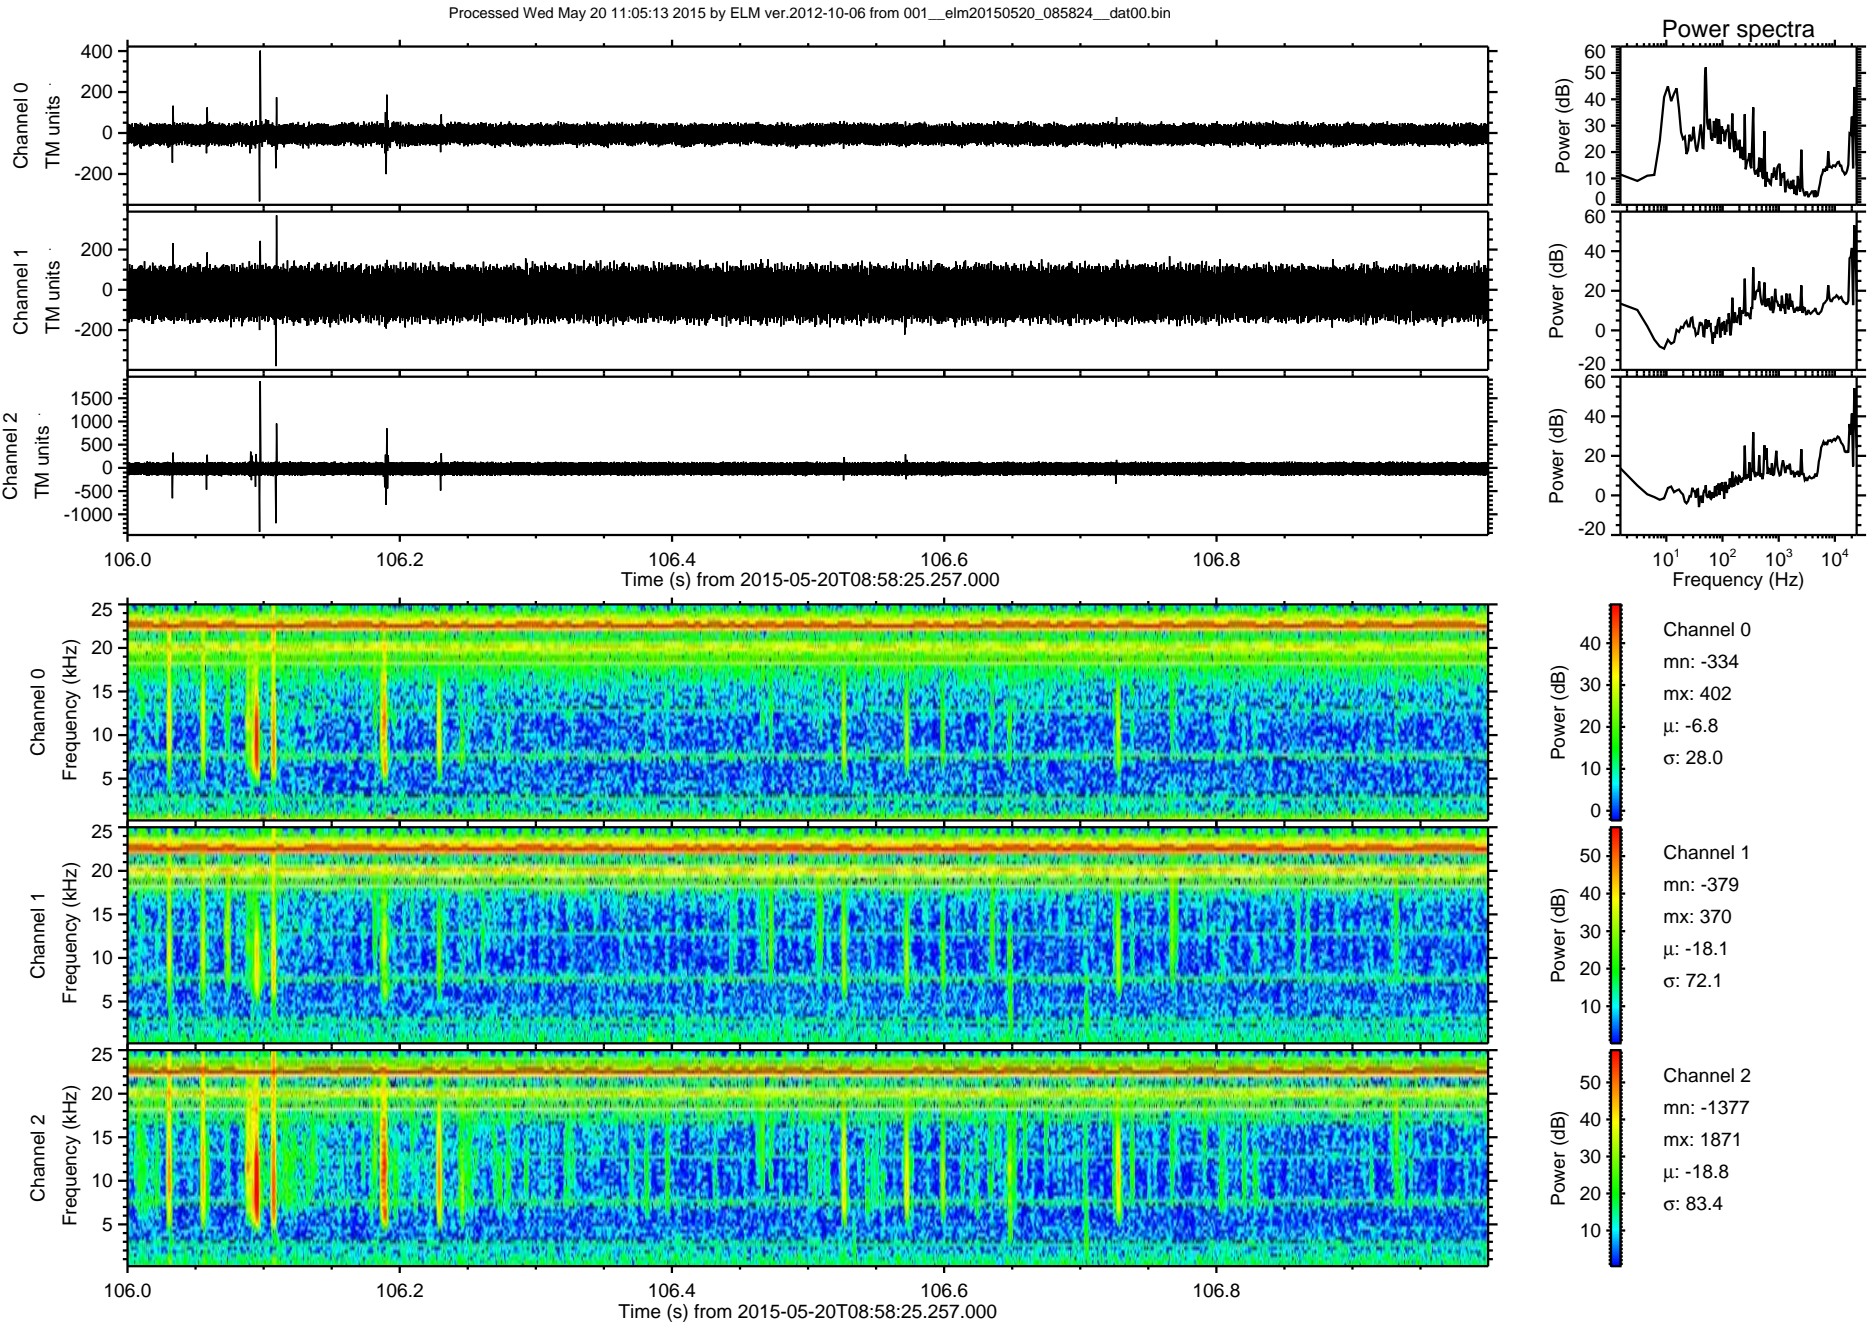 Processed Wed May 20 11:05:13 2015 by ELM ver.2012-10-06 from 001__elm20150520_085824__dat00.bin
Power spectra
Channel 0
TM units
400
200
0
-200
Power (dB)
60
50
40
30
20
10
0
Channel 1
TM units
200
0
-200
Power (dB)
60
40
20
0
-20
Channel 2
TM units
1500
1000
500
0
-500
-1000
Power (dB)
60
40
20
0
-20
106.0 106.2 106.4 106.6 106.8
Time (s) from 2015-05-20T08:58:25.257.000
10^1 10^2 10^3 10^4
Frequency (Hz)
Channel 0
Frequency (kHz)
25
20
15
10
5
Power (dB)
40
30
20
10
0
Channel 0
mn: -334
mx: 402
μ: -6.8
σ: 28.0
Channel 1
Frequency (kHz)
25
20
15
10
5
Power (dB)
50
40
30
20
10
Channel 1
mn: -379
mx: 370
μ: -18.1
σ: 72.1
Channel 2
Frequency (kHz)
25
20
15
10
5
Power (dB)
50
40
30
20
10
Channel 2
mn: -1377
mx: 1871
μ: -18.8
σ: 83.4
106.0 106.2 106.4 106.6 106.8
Time (s) from 2015-05-20T08:58:25.257.000